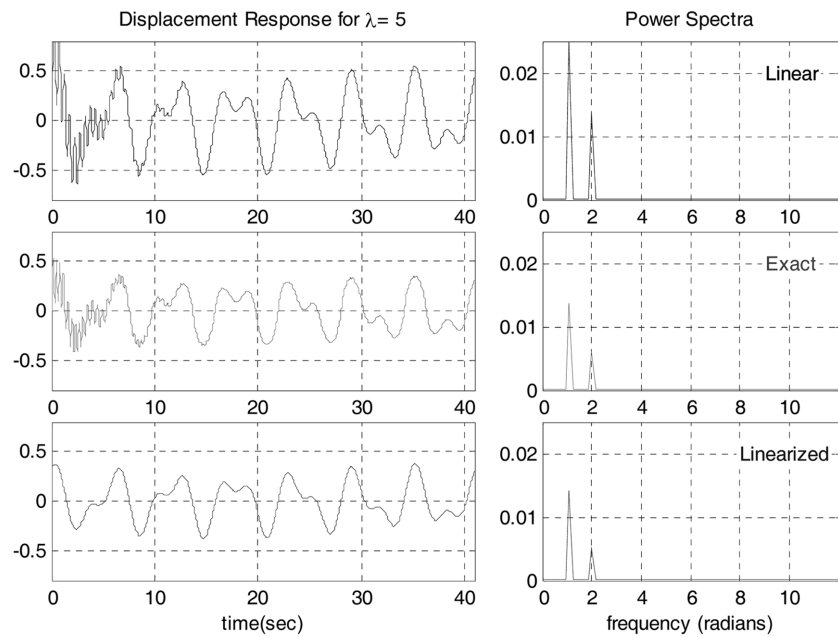 Displacement Response for λ= 5
Power Spectra
0.5
0
-0.5
0 10 20 30 40
0.02
0.01
0
Linear
0 2 4 6 8 10
0.5
0
0.5
0 10 20 30 40
0.02
0.01
0
Exact
0 2 4 6 8 10
0.5
0
-0.5
0 10 20 30 40
time(sec)
0.02
0.01
0
Linearized
0 2 4 6 8 10
frequency (radians)